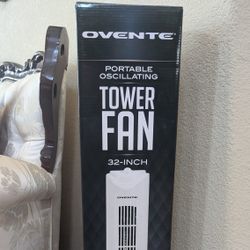 OVENTE®
PORTABLE
OSCILLATING
TOWER
FAN
32-INCH
OVENTE